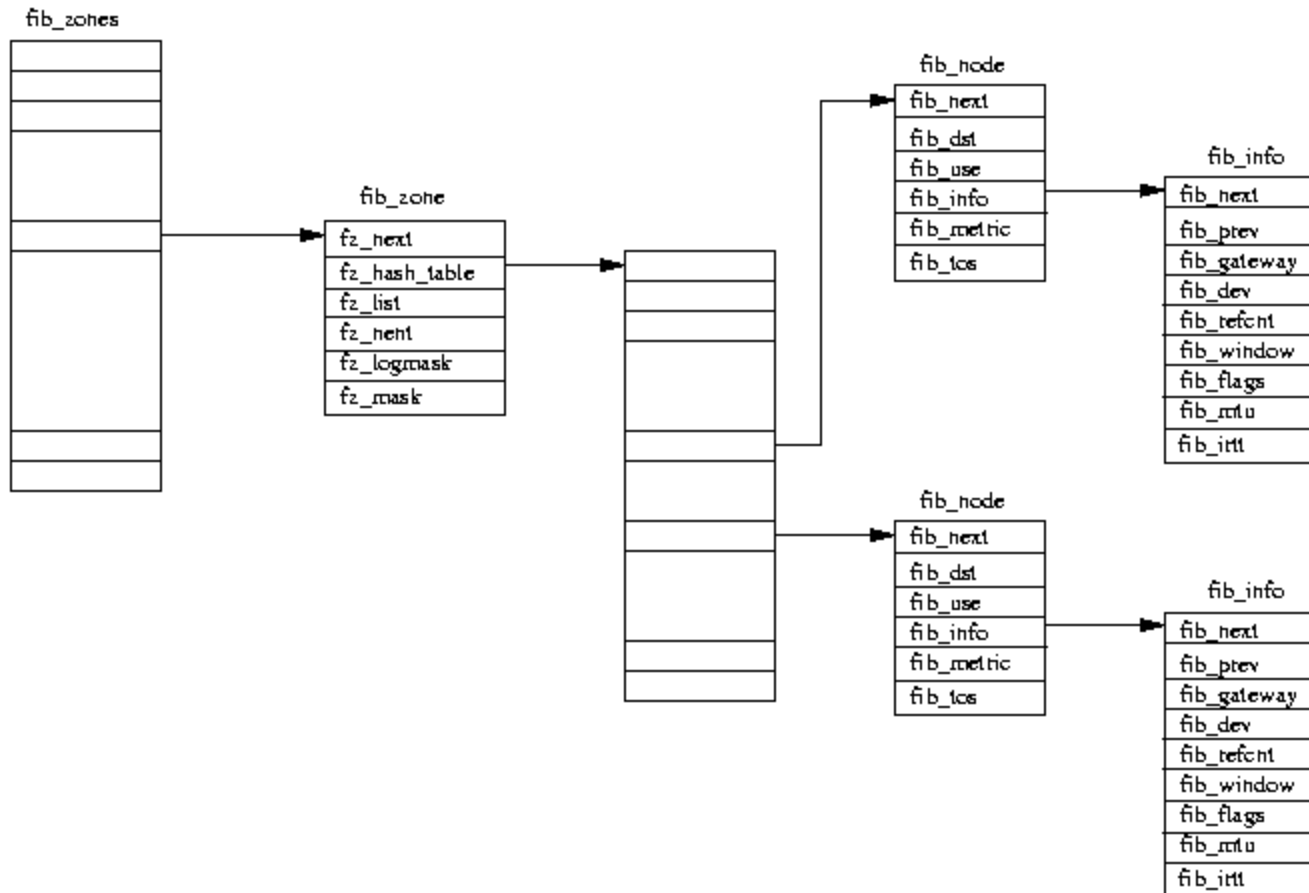 fib_zones
fib_zone
fz_next
fz_hash_table
fz_list
fz_nent
fz_logmask
fz_mask
fib_node
fib_next
fib_dst
fib_use
fib_info
fib_metric
fib_tos
fib_info
fib_next
fib_prev
fib_gateway
fib_dev
fib_refcnt
fib_window
fib_flags
fib_mtu
fib_irtt
fib_node
fib_next
fib_dst
fib_use
fib_info
fib_metric
fib_tos
fib_info
fib_next
fib_prev
fib_gateway
fib_dev
fib_refcnt
fib_window
fib_flags
fib_mtu
fib_irtt